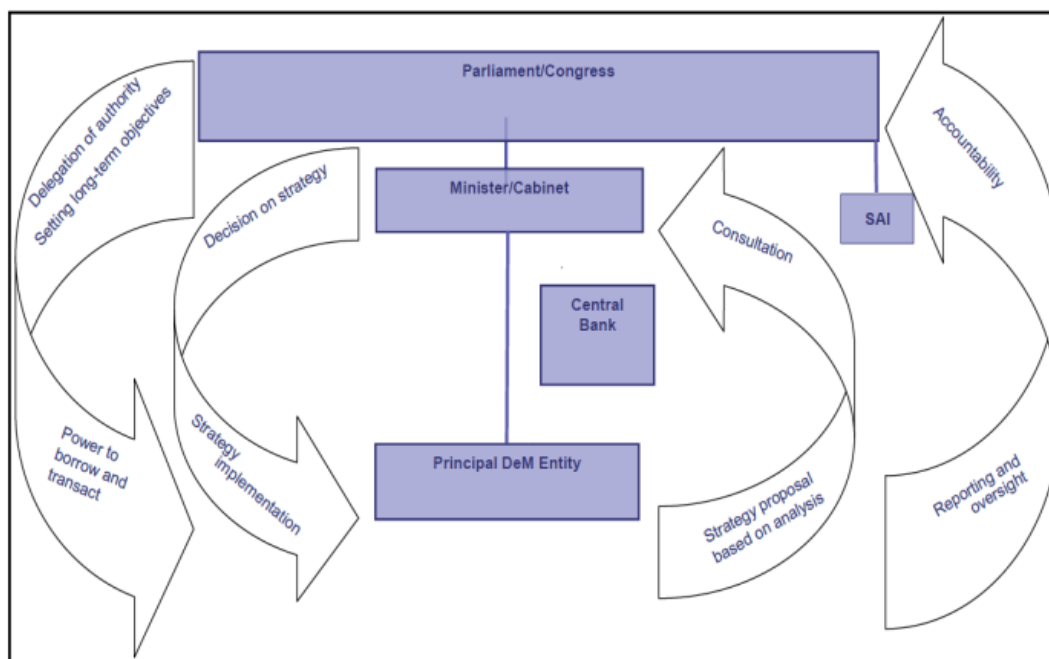 Parliament/Congress
Delegation of authority
Setting long-term objectives
Accountability
Minister/Cabinet
Decision on strategy
SAI
Consultation
Central
Bank
Power to
borrow and
transact
Strategy
implementation
Principal DeM Entity
Strategy proposal
based on analysis
Reporting and
oversight